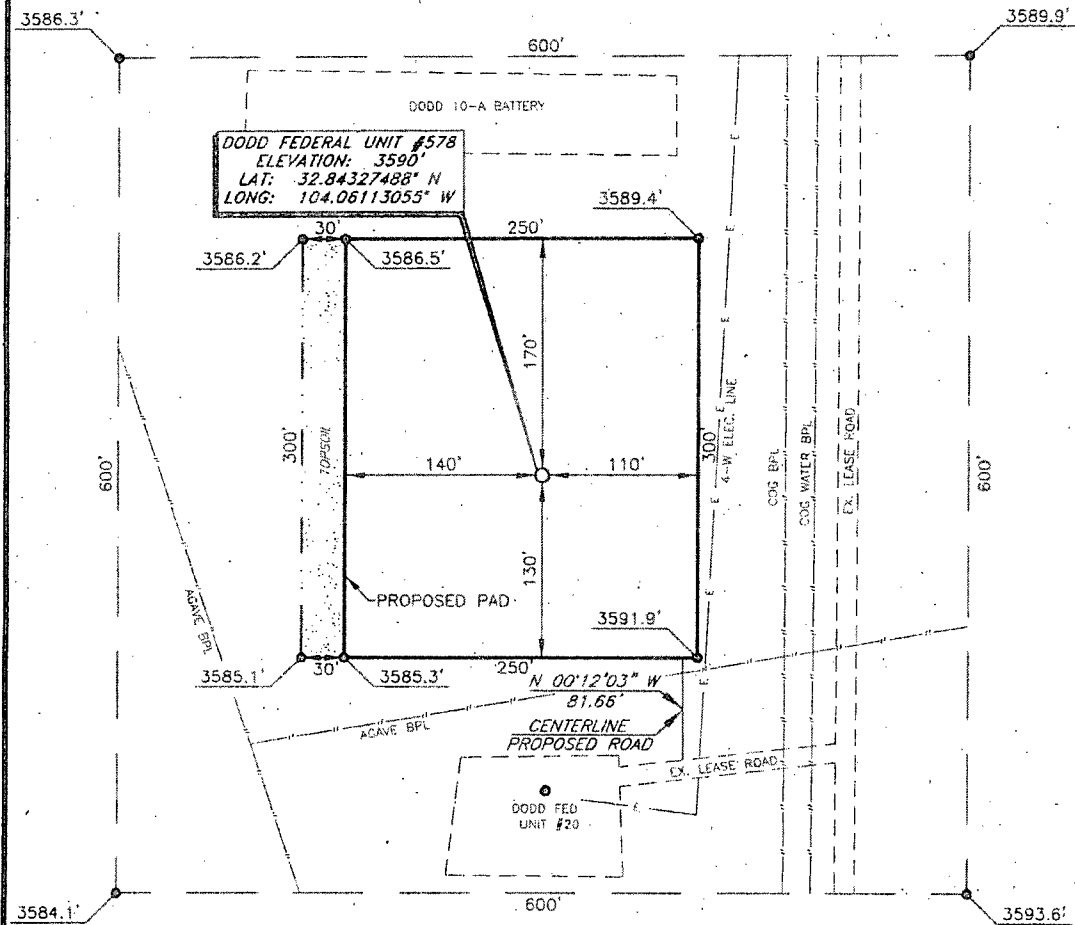 3586.3'
3589.9'
600'
DODD 10-A BATTERY
DODD FEDERAL UNIT #578
ELEVATION: 3590'
LAT: 32.84327488° N
LONG: 104.06113055° W
3589.4'
30'
250'
3586.2'
3586.5'
170'
E
E
E
E
4-W ELEC. LINE
E
E
E
E
300'
TOPSOIL
600'
140'
110'
300'
COG BPL
COG WATER BPL
EX. LEASE ROAD
600'
130'
PROPOSED PAD
AGAVE BPL
3591.9'
3585.1'
30'
3585.3'
250'
N 00°12'03" W
81.66'
CENTERLINE
PROPOSED ROAD
AGAVE BPL
EX. LEASE ROAD
DODD FED
UNIT #20
E
3584.1'
600'
3593.6'